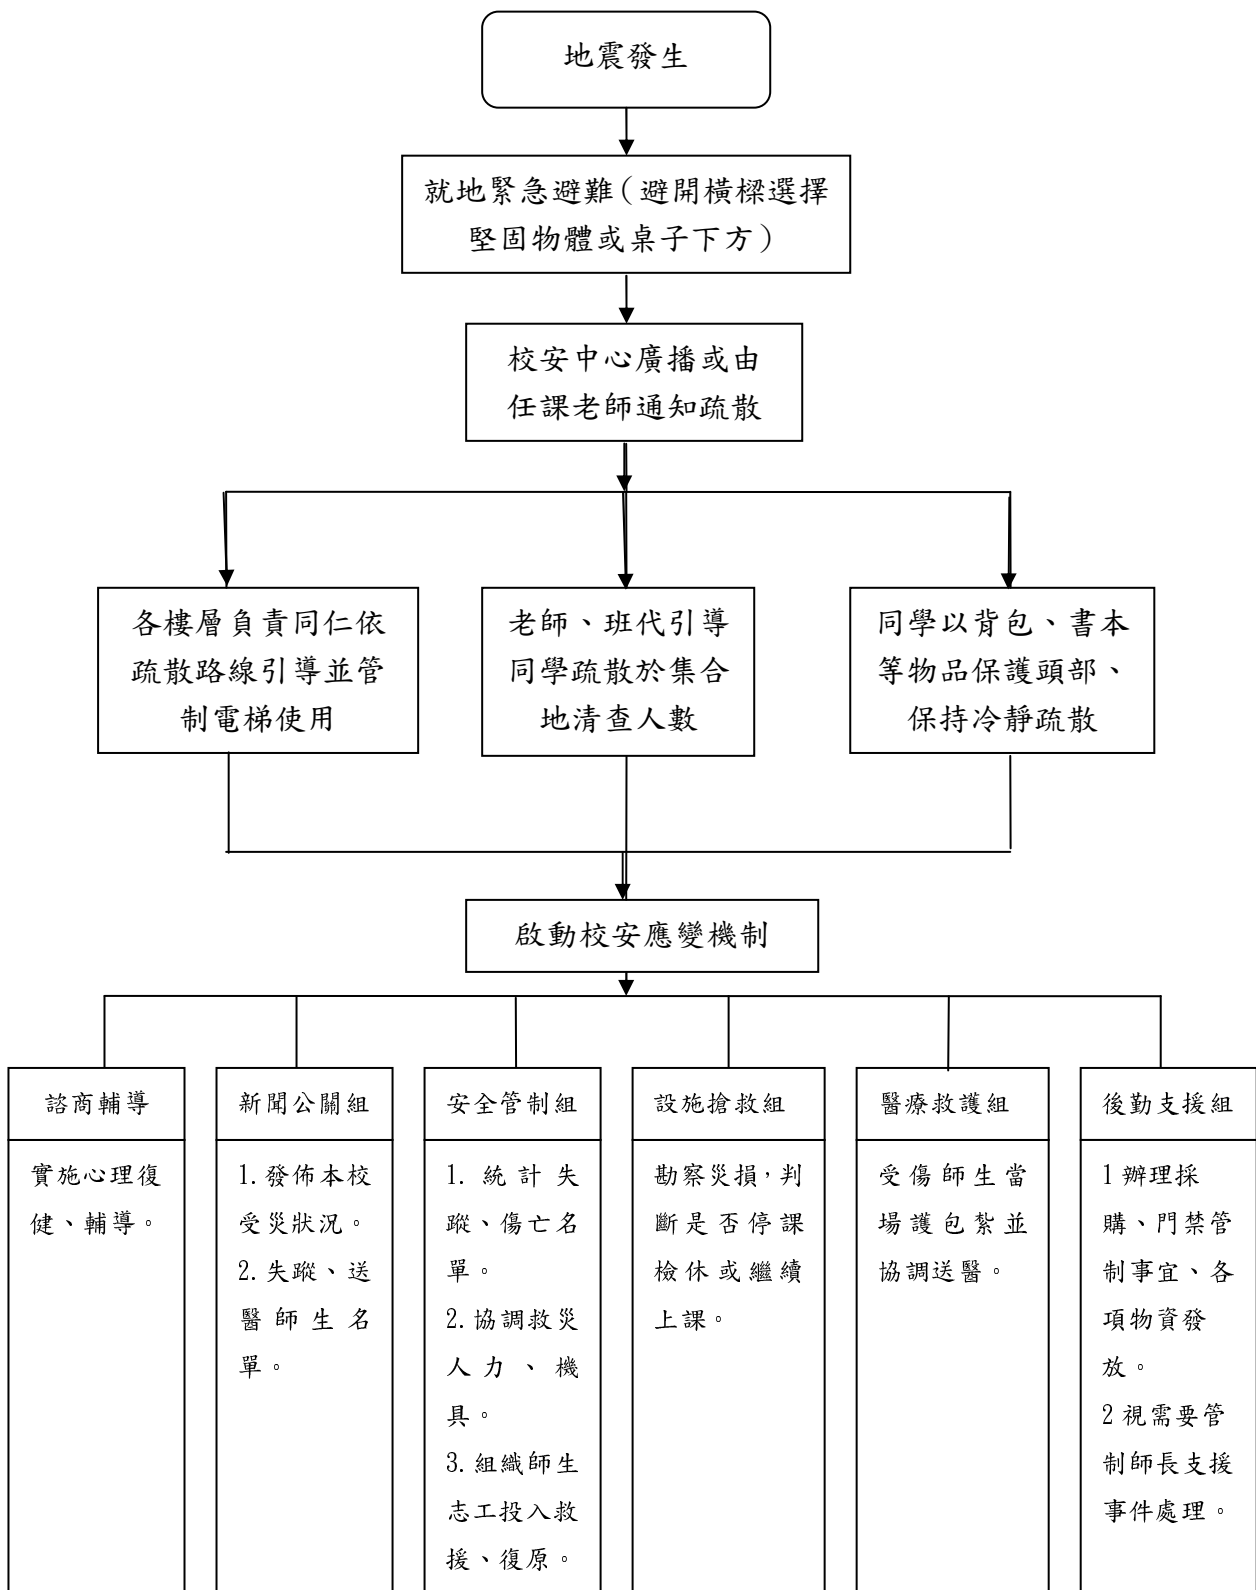 地震發生
就地緊急避難（避開橫樑選擇
堅固物體或桌子下方）
校安中心廣播或由
任課老師通知疏散
各樓層負責同仁依
疏散路線引導並管
制電梯使用
老師、班代引導
同學疏散於集合
地清查人數
同學以背包、書本
等物品保護頭部、
保持冷靜疏散
啟動校安應變機制
諮商輔導
實施心理復
健、輔導。
新聞公關組
1.發佈本校
受災狀況。
2.失蹤、送
醫師生名
單。
安全管制組
1.統計失
蹤、傷亡名
單。
2.協調救災
人力、機
具。
3.組織師生
志工投入救
援、復原。
設施搶救組
勘察災損，判
斷是否停課
檢休或繼續
上課。
醫療救護組
受傷師生當
場護包紮並
協調送醫。
後勤支援組
1 辦理採
購、門禁管
制事宜、各
項物資發
放。
2 視需要管
制師長支援
事件處理。